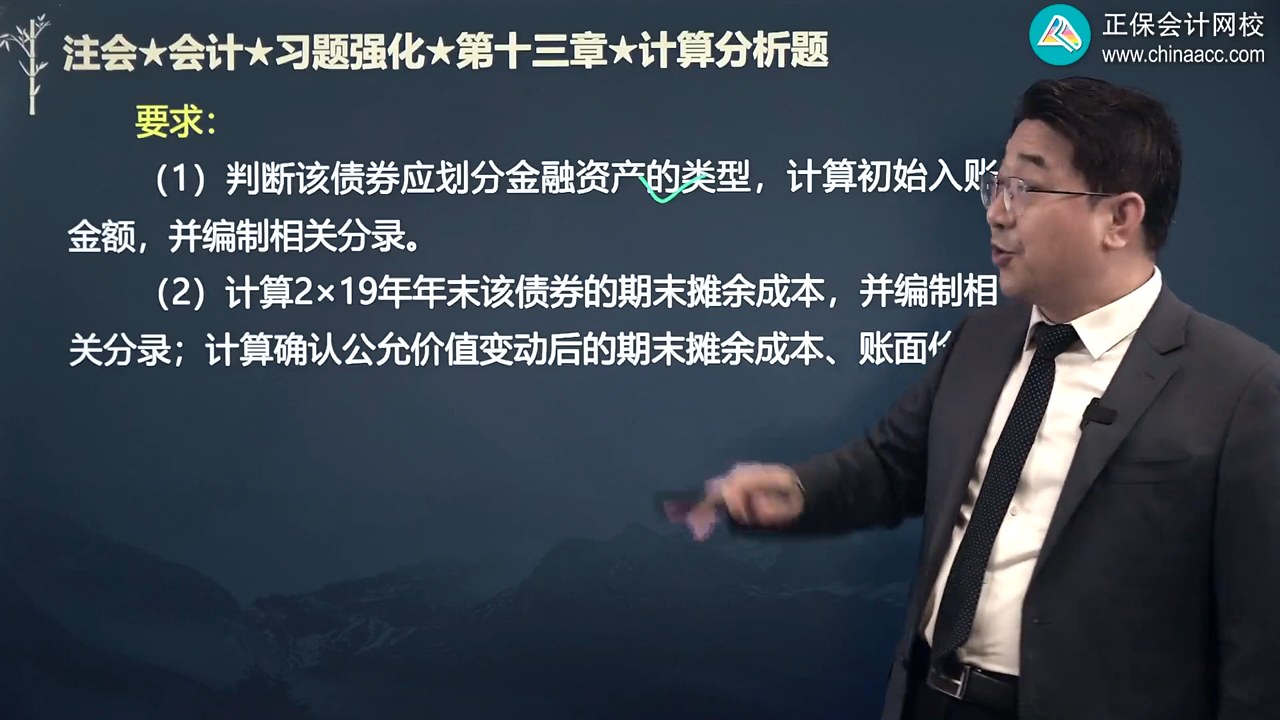 正保会计网校
www.chinaacc.com
注会★会计★习题强化★第十三章★计算分析题
要求：
（1）判断该债券应划分金融资产的类型，计算初始入账
金额，并编制相关分录。
（2）计算2×19年年末该债券的期末摊余成本，并编制相
关分录；计算确认公允价值变动后的期末摊余成本、账面